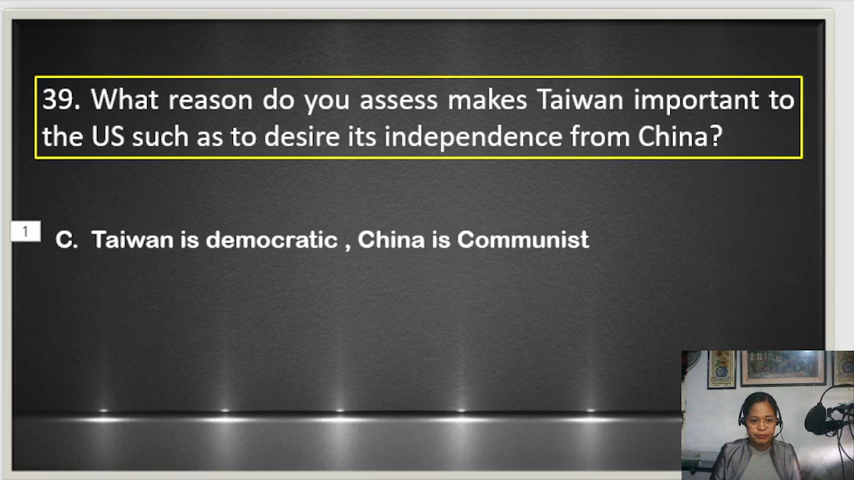 39. What reason do you assess makes Taiwan important to
the US such as to desire its independence from China?
1
C. Taiwan is democratic , China is Communist